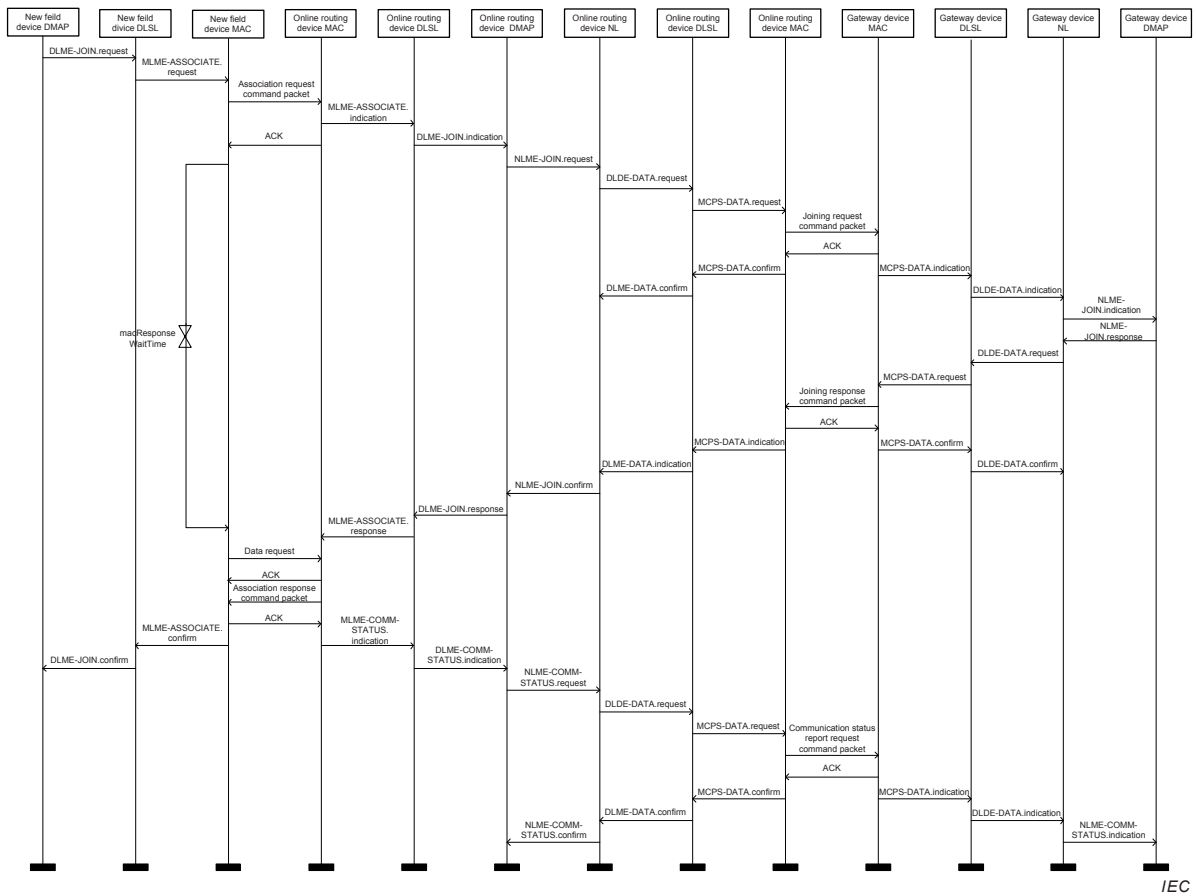 New feild
device DMAP
New feild
divice DLSL
New feild
device MAC
Online routing
device MAC
Online routing
device DLSL
Online routing
device  DMAP
Online routing
device NL
Online routing
device DLSL
Online routing
device MAC
Gateway device
MAC
Gateway device
DLSL
Gateway device
NL
Gateway device
DMAP
DLME-JOIN.request
MLME-ASSOCIATE.
request
Association request
command packet
MLME-ASSOCIATE.
indication
ACK
DLME-JOIN.indication
NLME-JOIN.request
DLDE-DATA.request
MCPS-DATA.request
Joining request
command packet
ACK
MCPS-DATA.confirm
MCPS-DATA.indication
DLME-DATA.confirm
DLDE-DATA.indication
NLME-
JOIN.indication
macResponse
WaitTime
NLME-
JOIN.response
DLDE-DATA.request
MCPS-DATA.request
Joining response
command packet
ACK
MCPS-DATA.indication
MCPS-DATA.confirm
DLME-DATA.indication
DLDE-DATA.confirm
NLME-JOIN.confirm
DLME-JOIN.response
MLME-ASSOCIATE.
response
Data request
ACK
Association response
command packet
ACK
MLME-ASSOCIATE.
confirm
MLME-COMM-
STATUS.
indication
DLME-JOIN.confirm
DLME-COMM-
STATUS.indication
NLME-COMM-
STATUS.request
DLDE-DATA.request
MCPS-DATA.request
Communication status
report request
command packet
ACK
MCPS-DATA.confirm
MCPS-DATA.indication
DLME-DATA.confirm
DLDE-DATA.indication
NLME-COMM-
STATUS.confirm
NLME-COMM-
STATUS.indication
IEC